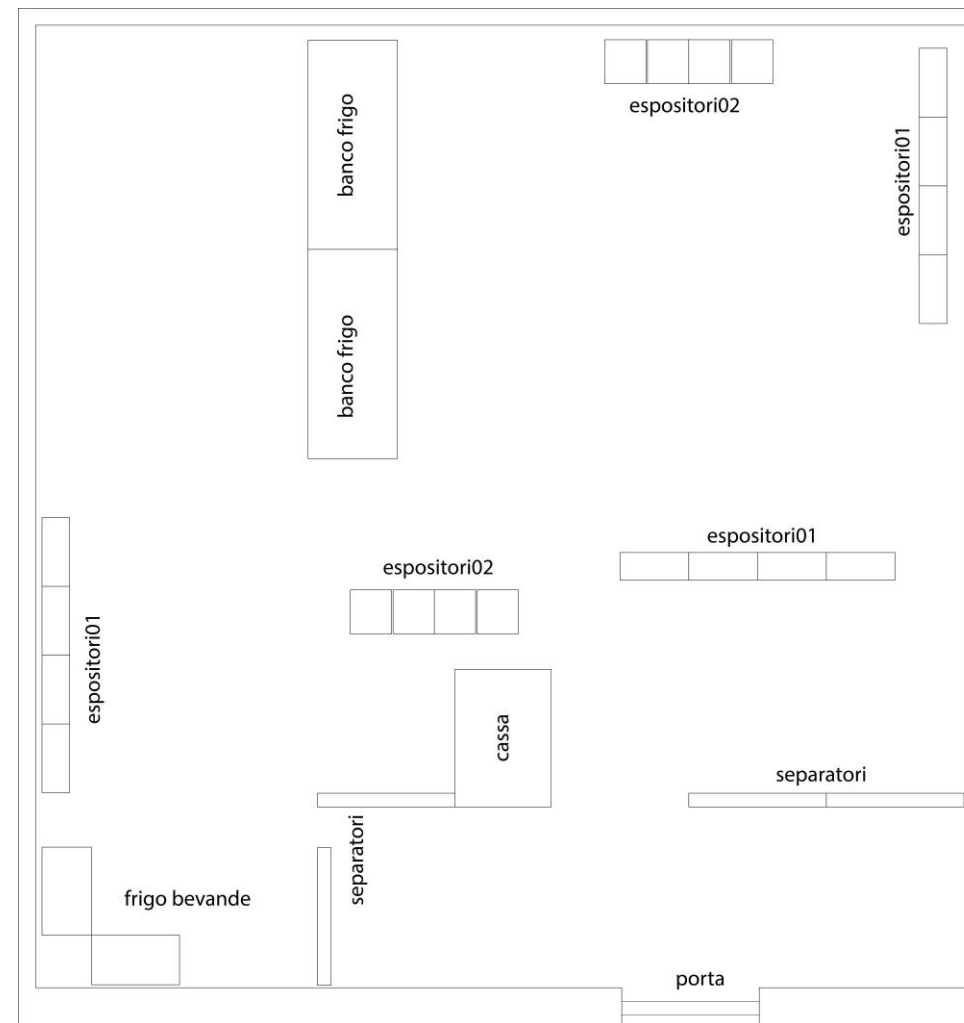 banco frigo
espositori02
espositori01
banco frigo
espositori01
espositori02
espositori01
cassa
separatori
separatori
frigo bevande
porta